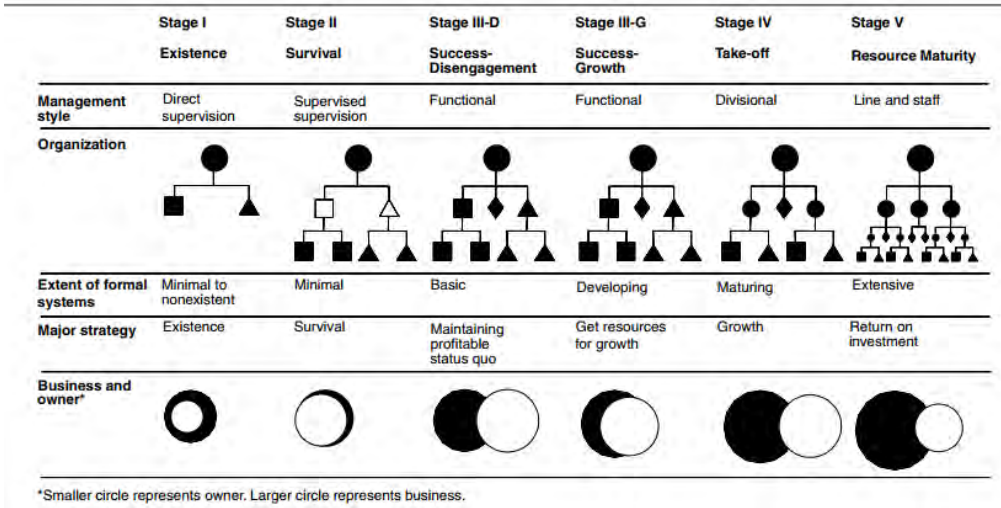 Stage I Stage II Stage III-D Stage III-G Stage IV Stage V
Existence Survival Success- Success- Take-off Resource Maturity
Disengagement Growth
Management Direct Supervised Functional Functional Divisional Line and staff
style supervision supervision
Organization
Extent of formal Minimal to Minimal Basic Developing Maturing Extensive
systems nonexistent
Major strategy Existence Survival Maintaining Get resources Growth Return on
profitable for growth investment
status quo
Business and
owner*
*Smaller circle represents owner. Larger circle represents business.